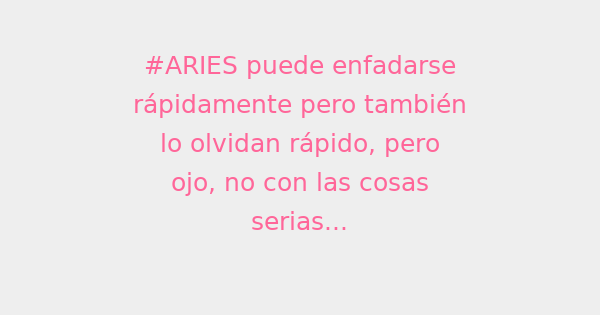 #ARIES puede enfadarse
rápidamente pero también
lo olvidan rápido, pero
ojo, no con las cosas
serias...